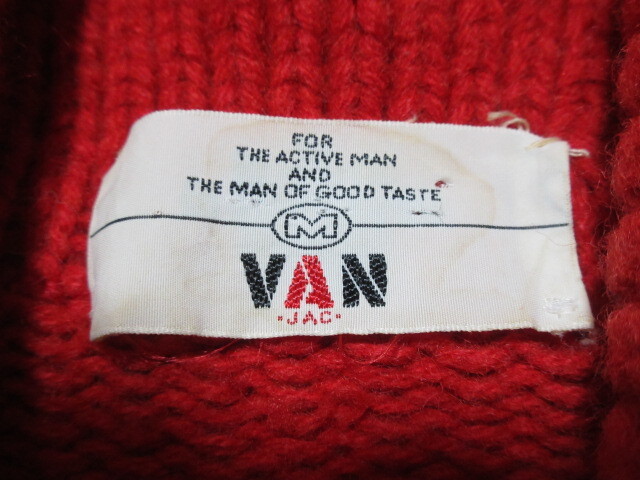 FOR
THE ACTIVE MAN
AND
THE MAN OF GOOD TASTE
M
VAN
·JAC·